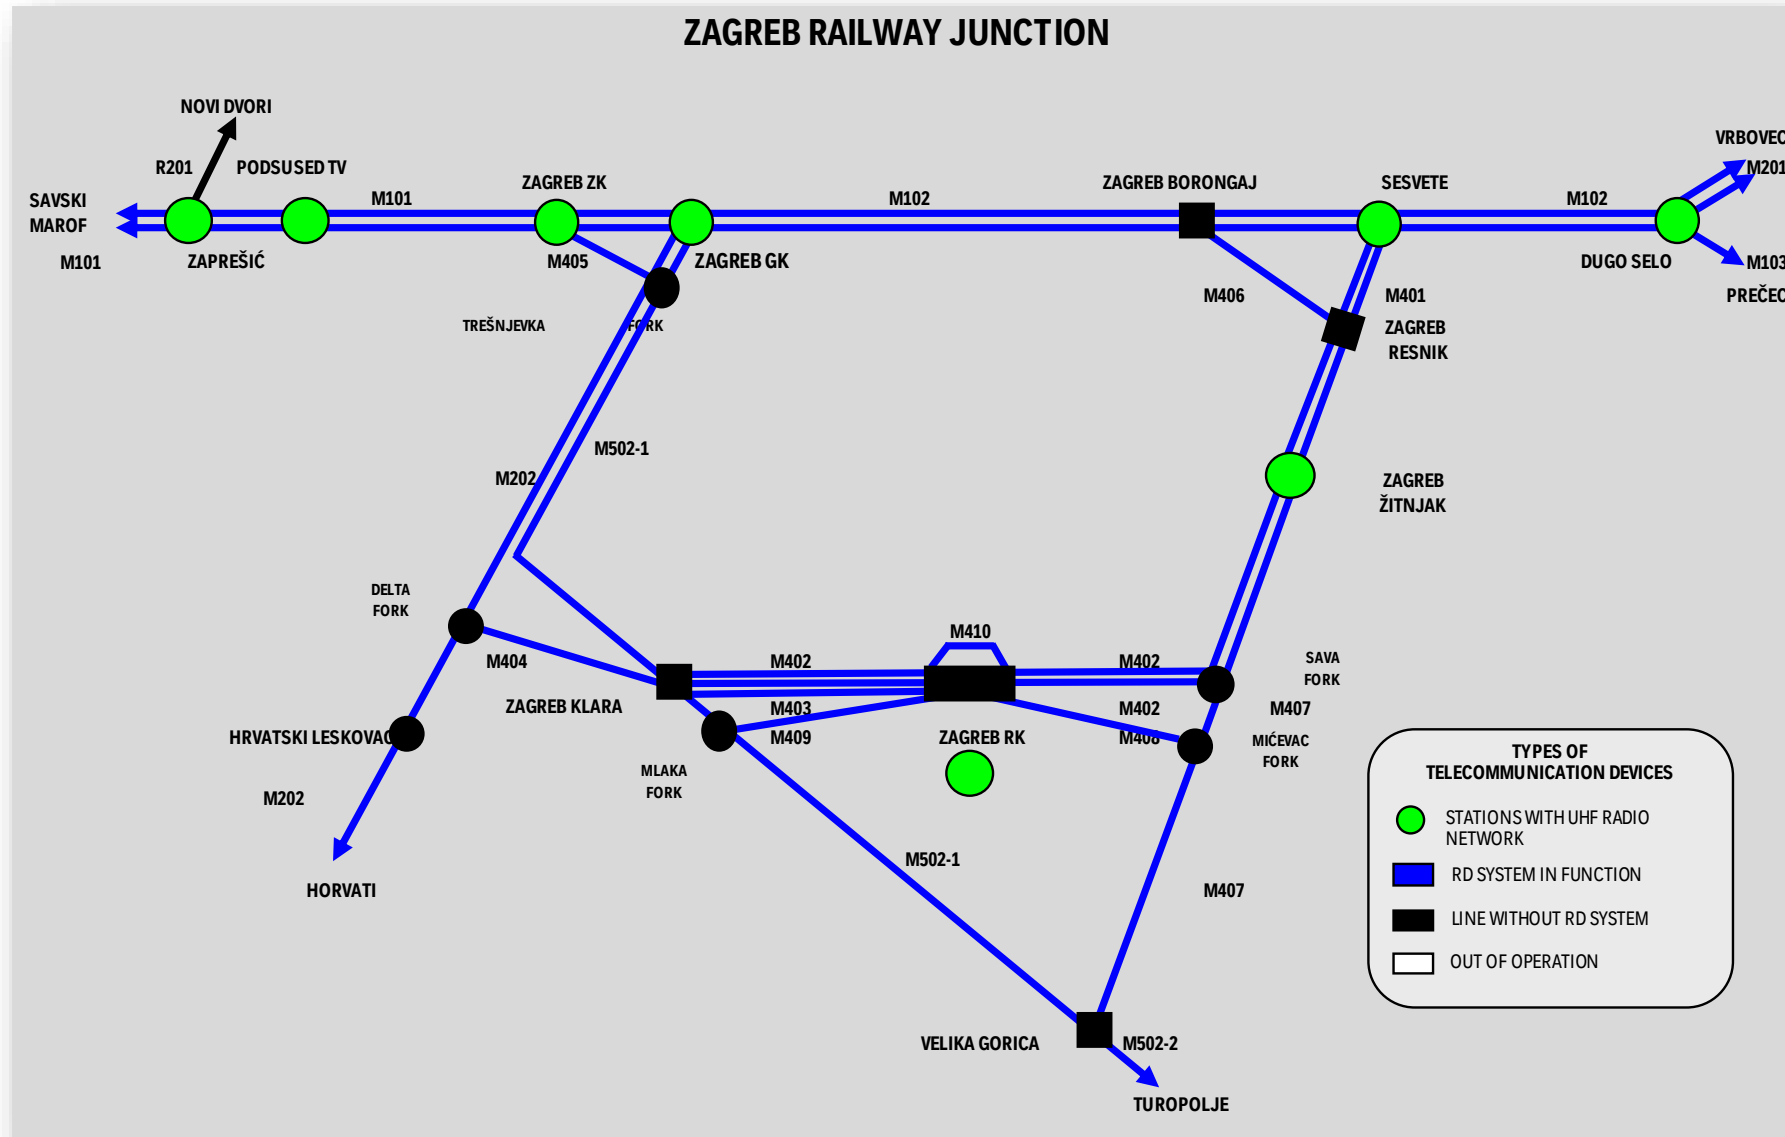 ZAGREB RAILWAY JUNCTION
NOVI DVORI
R201
PODSUSED TV
SAVSKI
MAROF
M101
M101
ZAPREŠIĆ
ZAGREB ZK
M405
ZAGREB GK
M102
ZAGREB BORONGAJ
SESVETE
M102
VRBOVEC
M201
DUGO SELO
M103
PREČEC
TREŠNJEVKA
FORK
M406
M401
ZAGREB
RESNIK
M502-1
M202
ZAGREB
ŽITNJAK
DELTA
FORK
M404
M410
M402
M402
SAVA
FORK
ZAGREB KLARA
M403
M409
M402
M408
M407
HRVATSKI LESKOVAC
ZAGREB RK
MIĆEVAC
FORK
MLAKA
FORK
M202
HORVATI
M502-1
M407
VELIKA GORICA
M502-2
TUROPOLJE
TYPES OF
TELECOMMUNICATION DEVICES
STATIONS WITH UHF RADIO
NETWORK
RD SYSTEM IN FUNCTION
LINE WITHOUT RD SYSTEM
OUT OF OPERATION